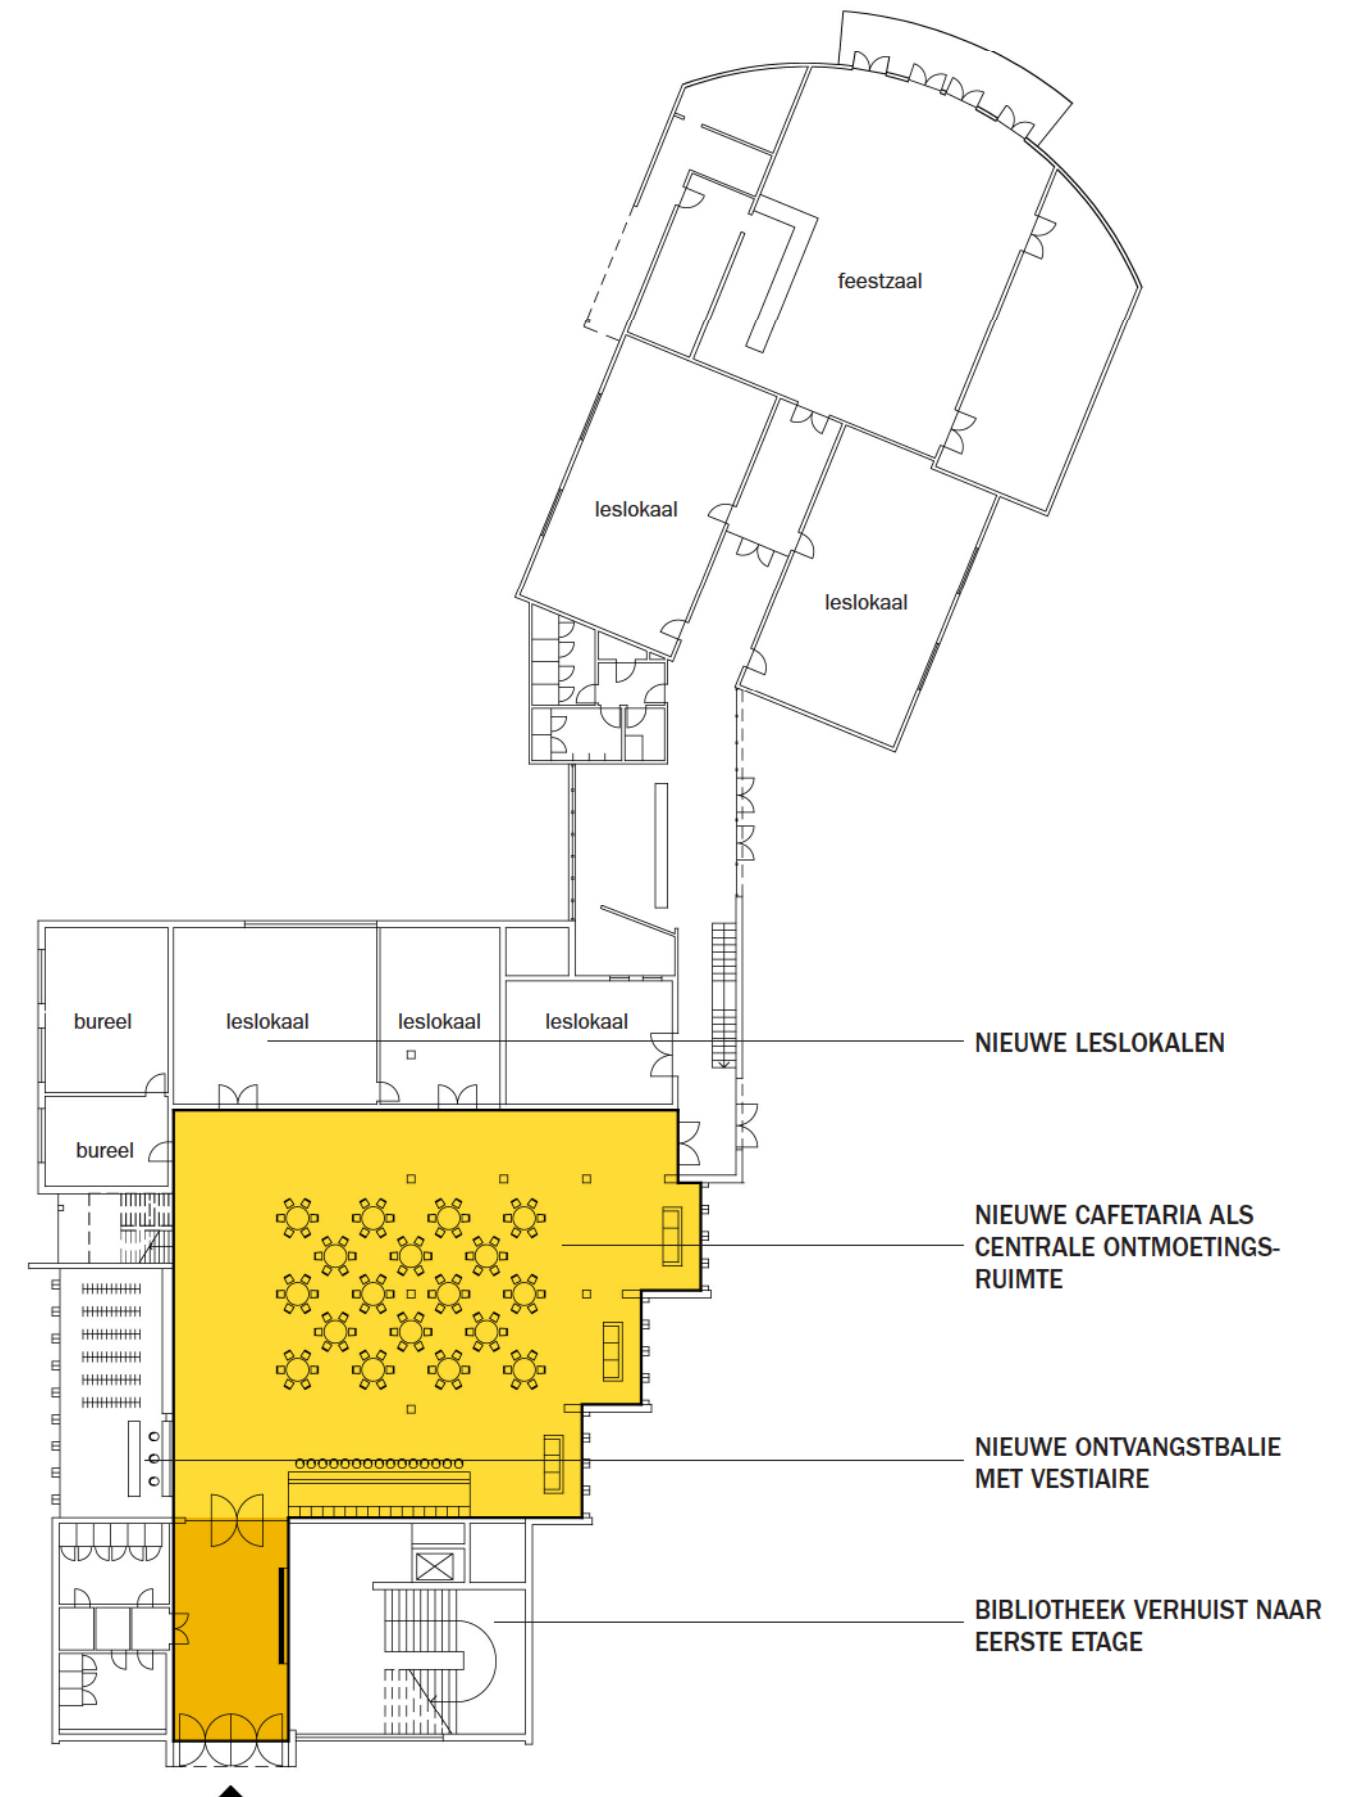 feestzaal
leslokaal
leslokaal
bureel
leslokaal
leslokaal
leslokaal
NIEUWE LESLOKALEN
bureel
NIEUWE CAFETARIA ALS
CENTRALE ONTMOETINGS-
RUIMTE
NIEUWE ONTVANGSTBALIE
MET VESTIAIRE
BIBLIOTHEEK VERHUIST NAAR
EERSTE ETAGE